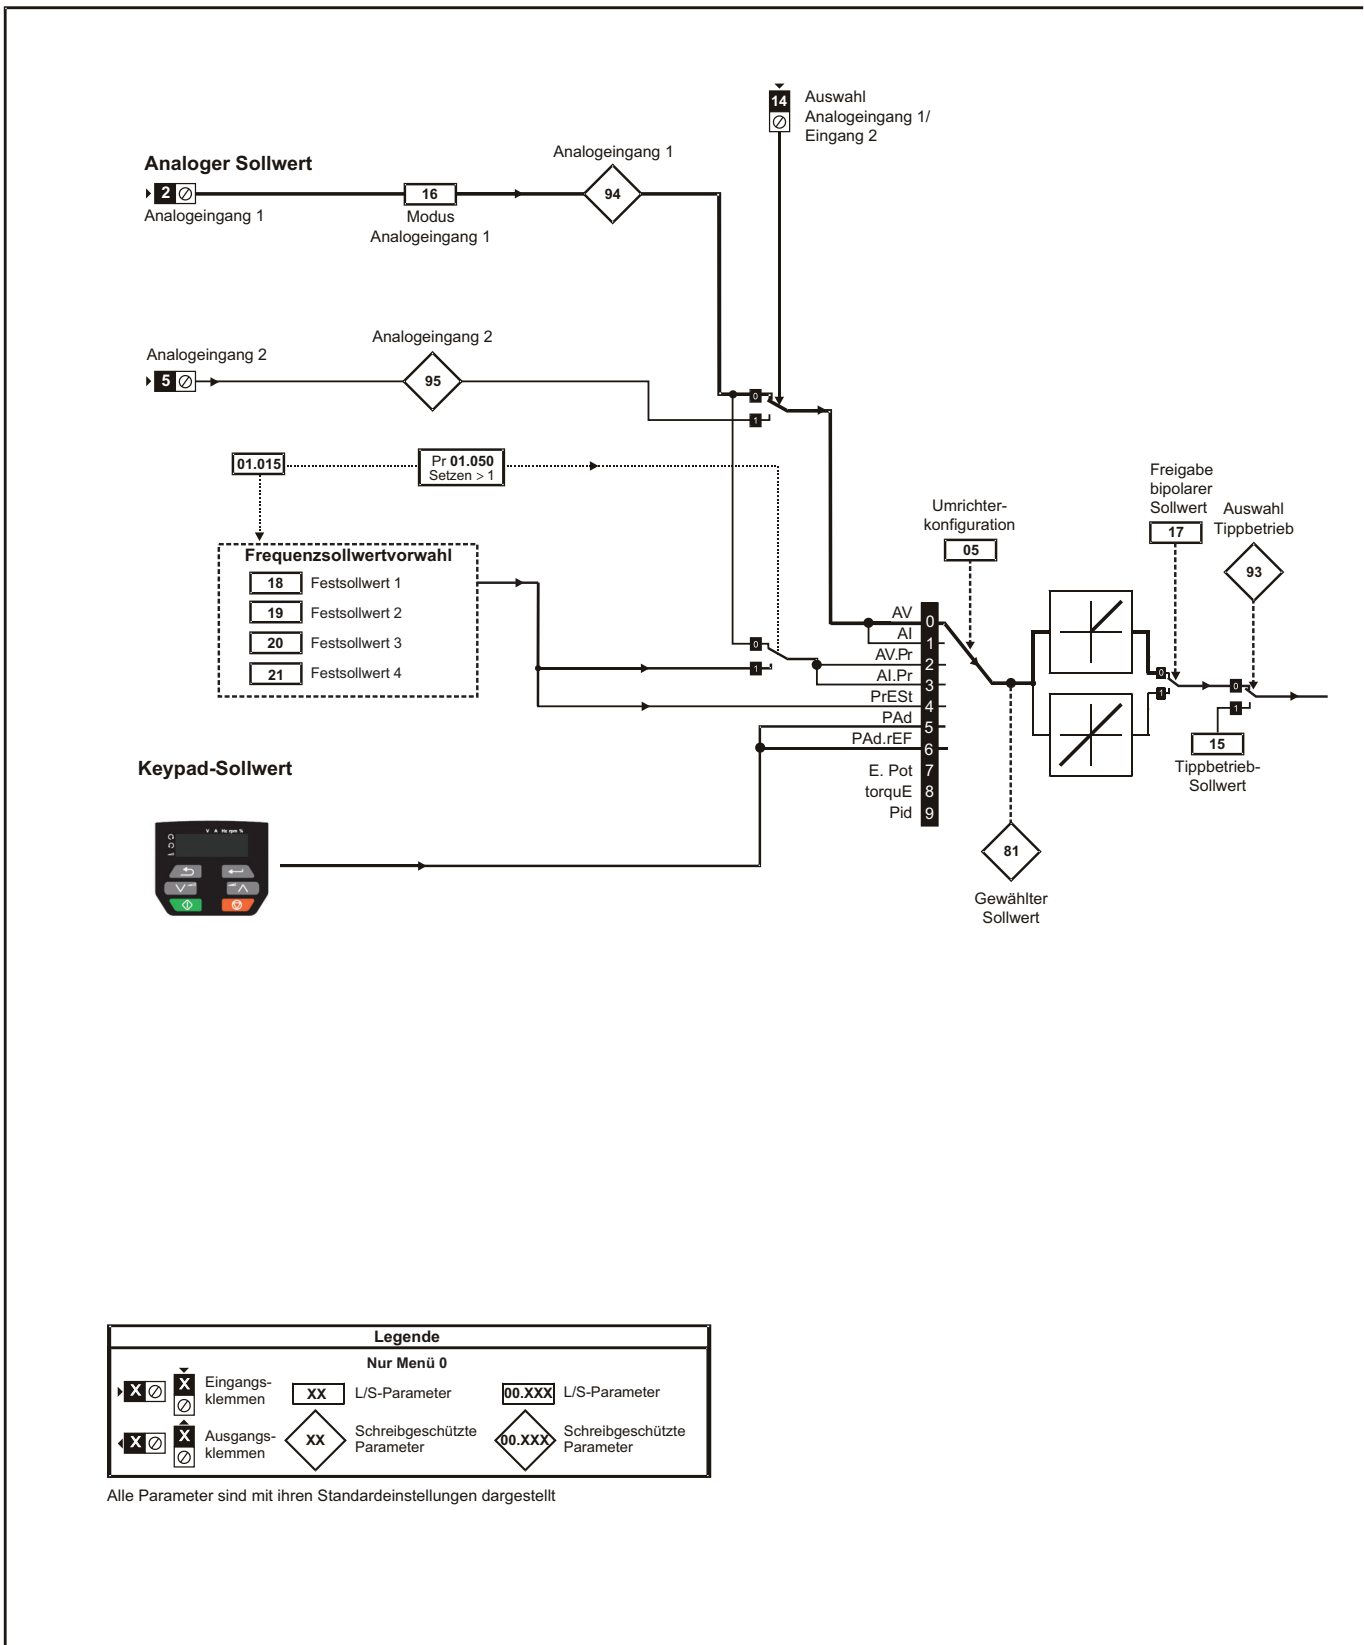 14
Auswahl
Analogeingang 1/
Eingang 2
Analoger Sollwert
Analogeingang 1
2
16
94
Analogeingang 1
Modus
Analogeingang 1
Analogeingang 2
Analogeingang 2
5
95
0
1
01.015
Pr 01.050
Setzen > 1
Freigabe
bipolarer
Sollwert
Auswahl
Tippbetrieb
Umrichter-
konfiguration
17
05
93
Frequenzsollwertvorwahl
18 Festsollwert 1
19 Festsollwert 2
20 Festsollwert 3
21 Festsollwert 4
0
1
AV 0
AI 1
AV.Pr 2
AI.Pr 3
PrESt 4
PAd 5
PAd.rEF 6
E. Pot 7
torquE 8
Pid 9
0
1
0
1
15
Tippbetrieb-
Sollwert
Keypad-Sollwert
V A Hz rpm %
81
Gewählter
Sollwert
Legende
Nur Menü 0
X
X
Eingangs-
klemmen
XX
L/S-Parameter
00.XXX
L/S-Parameter
X
X
Ausgangs-
klemmen
XX
Schreibgeschützte
Parameter
00.XXX
Schreibgeschützte
Parameter
Alle Parameter sind mit ihren Standardeinstellungen dargestellt